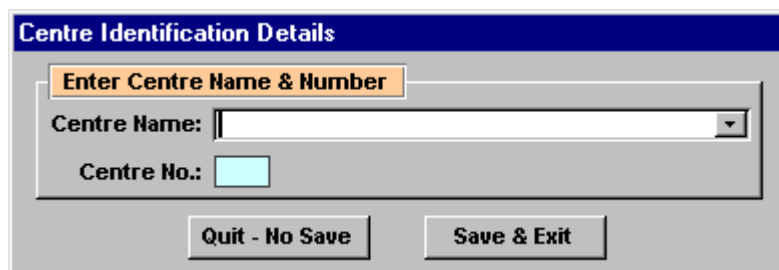 Centre Identification Details
Enter Centre Name & Number
Centre Name:
Centre No.:
Quit - No Save Save & Exit